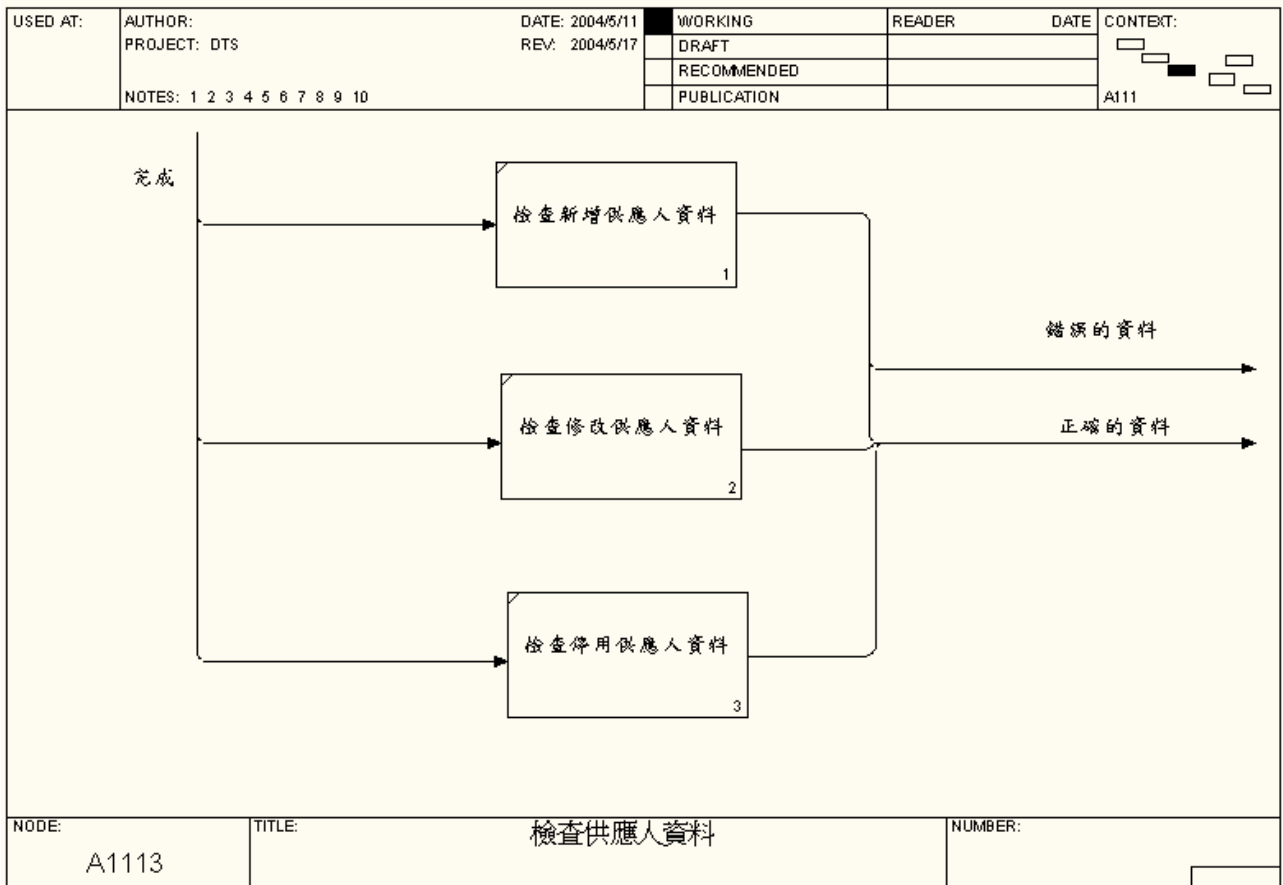 USED AT:
AUTHOR:
DATE: 2004/5/11
PROJECT: DTS
REV: 2004/5/17
NOTES: 1 2 3 4 5 6 7 8 9 10
WORKING
DRAFT
RECOMMENDED
PUBLICATION
READER DATE
CONTEXT:
A111
完成
檢查新增供應人資料
1
錯誤的資料
檢查修改供應人資料
2
正確的資料
檢查停用供應人資料
3
NODE:
A1113
TITLE:
檢查供應人資料
NUMBER: